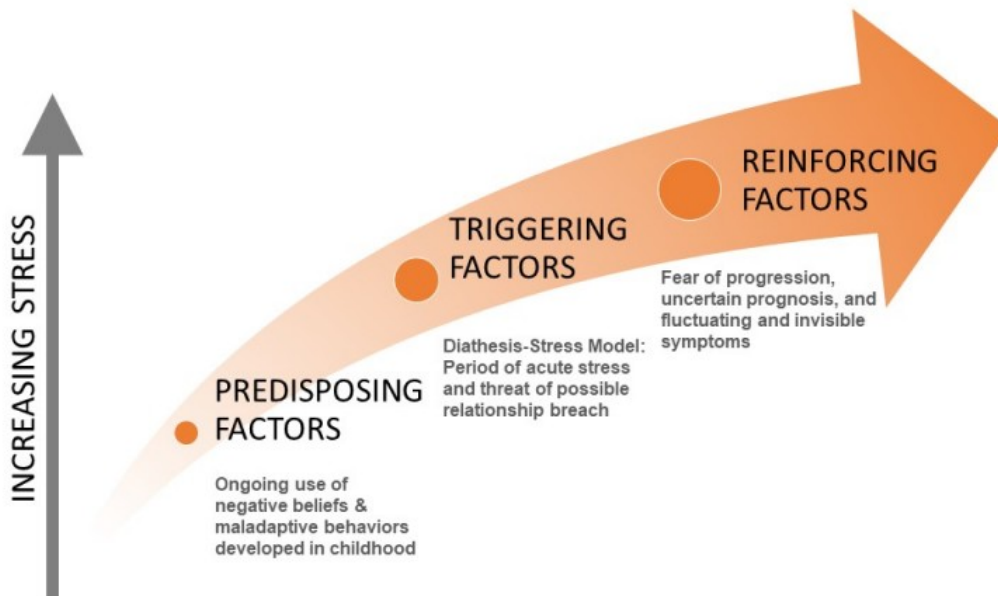 INCREASING STRESS
PREDISPOSING
FACTORS
Ongoing use of
negative beliefs &
maladaptive behaviors
developed in childhood
TRIGGERING
FACTORS
Diathesis-Stress Model:
Period of acute stress
and threat of possible
relationship breach
REINFORCING
FACTORS
Fear of progression,
uncertain prognosis, and
fluctuating and invisible
symptoms